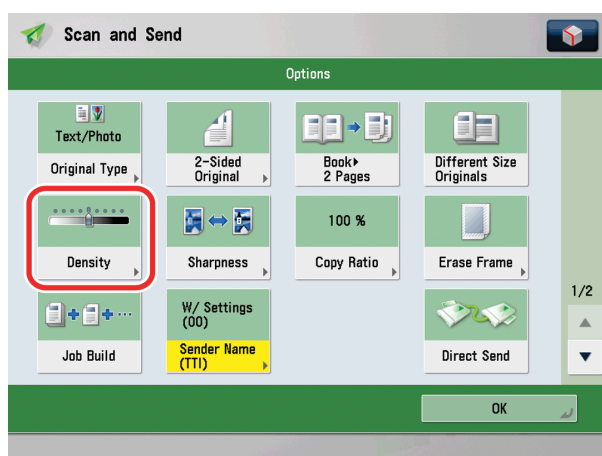 Scan and Send
Options
Text/Photo
Original Type
2-Sided
Original
Book▸
2 Pages
Different Size
Originals
Density
Sharpness
100 %
Copy Ratio
Erase Frame
Job Build
W/ Settings
(00)
Sender Name
(TTI)
Direct Send
1/2
OK